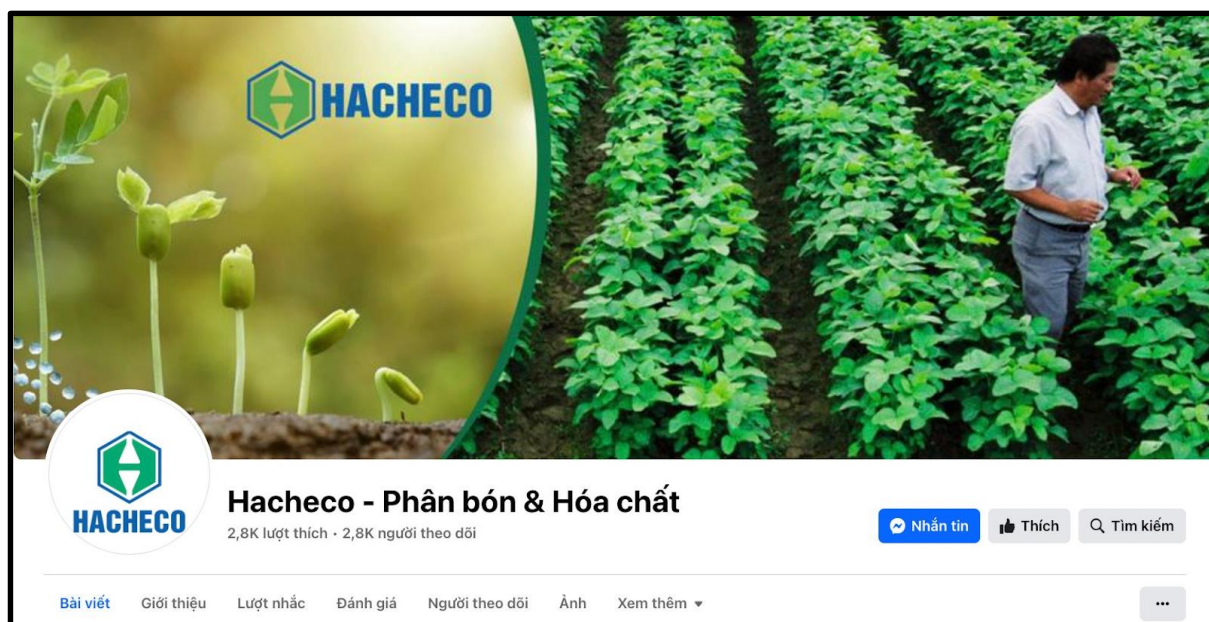 HACHECO
HACHECO
Hacheco - Phân bón & Hóa chất
2,8K lượt thích • 2,8K người theo dõi
Nhắn tin
Thích
Tìm kiếm
Bài viết Giới thiệu Lượt nhắc Đánh giá Người theo dõi Ảnh Xem thêm